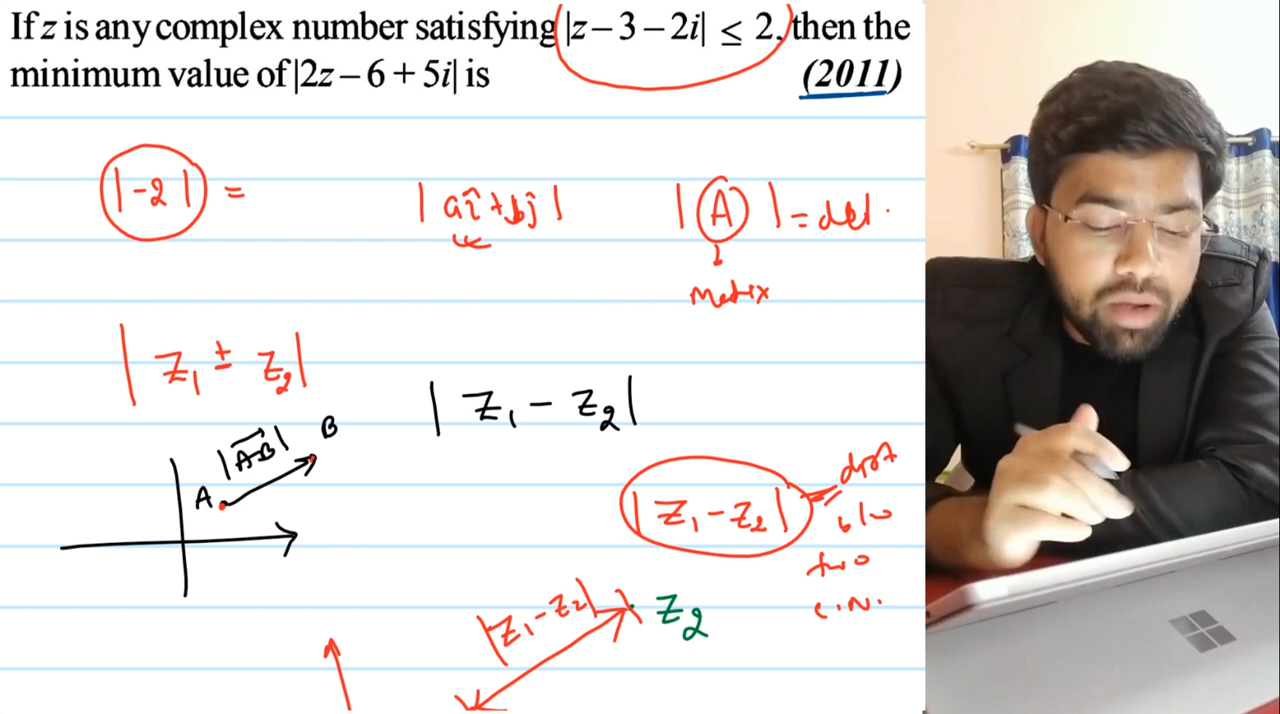 If z is any complex number satisfying |z – 3 – 2i| ≤ 2, then the
minimum value of |2z – 6 + 5i| is (2011)
|-2| =
|aî + bĵ|
|A| = det.
Matrix
|z₁ ± z₂|
|z₁ - z₂|
|AB|
A
B
|z₁ - z₂|
dist
b/w
two
c.N.
|z₁ - z₂|
z₂